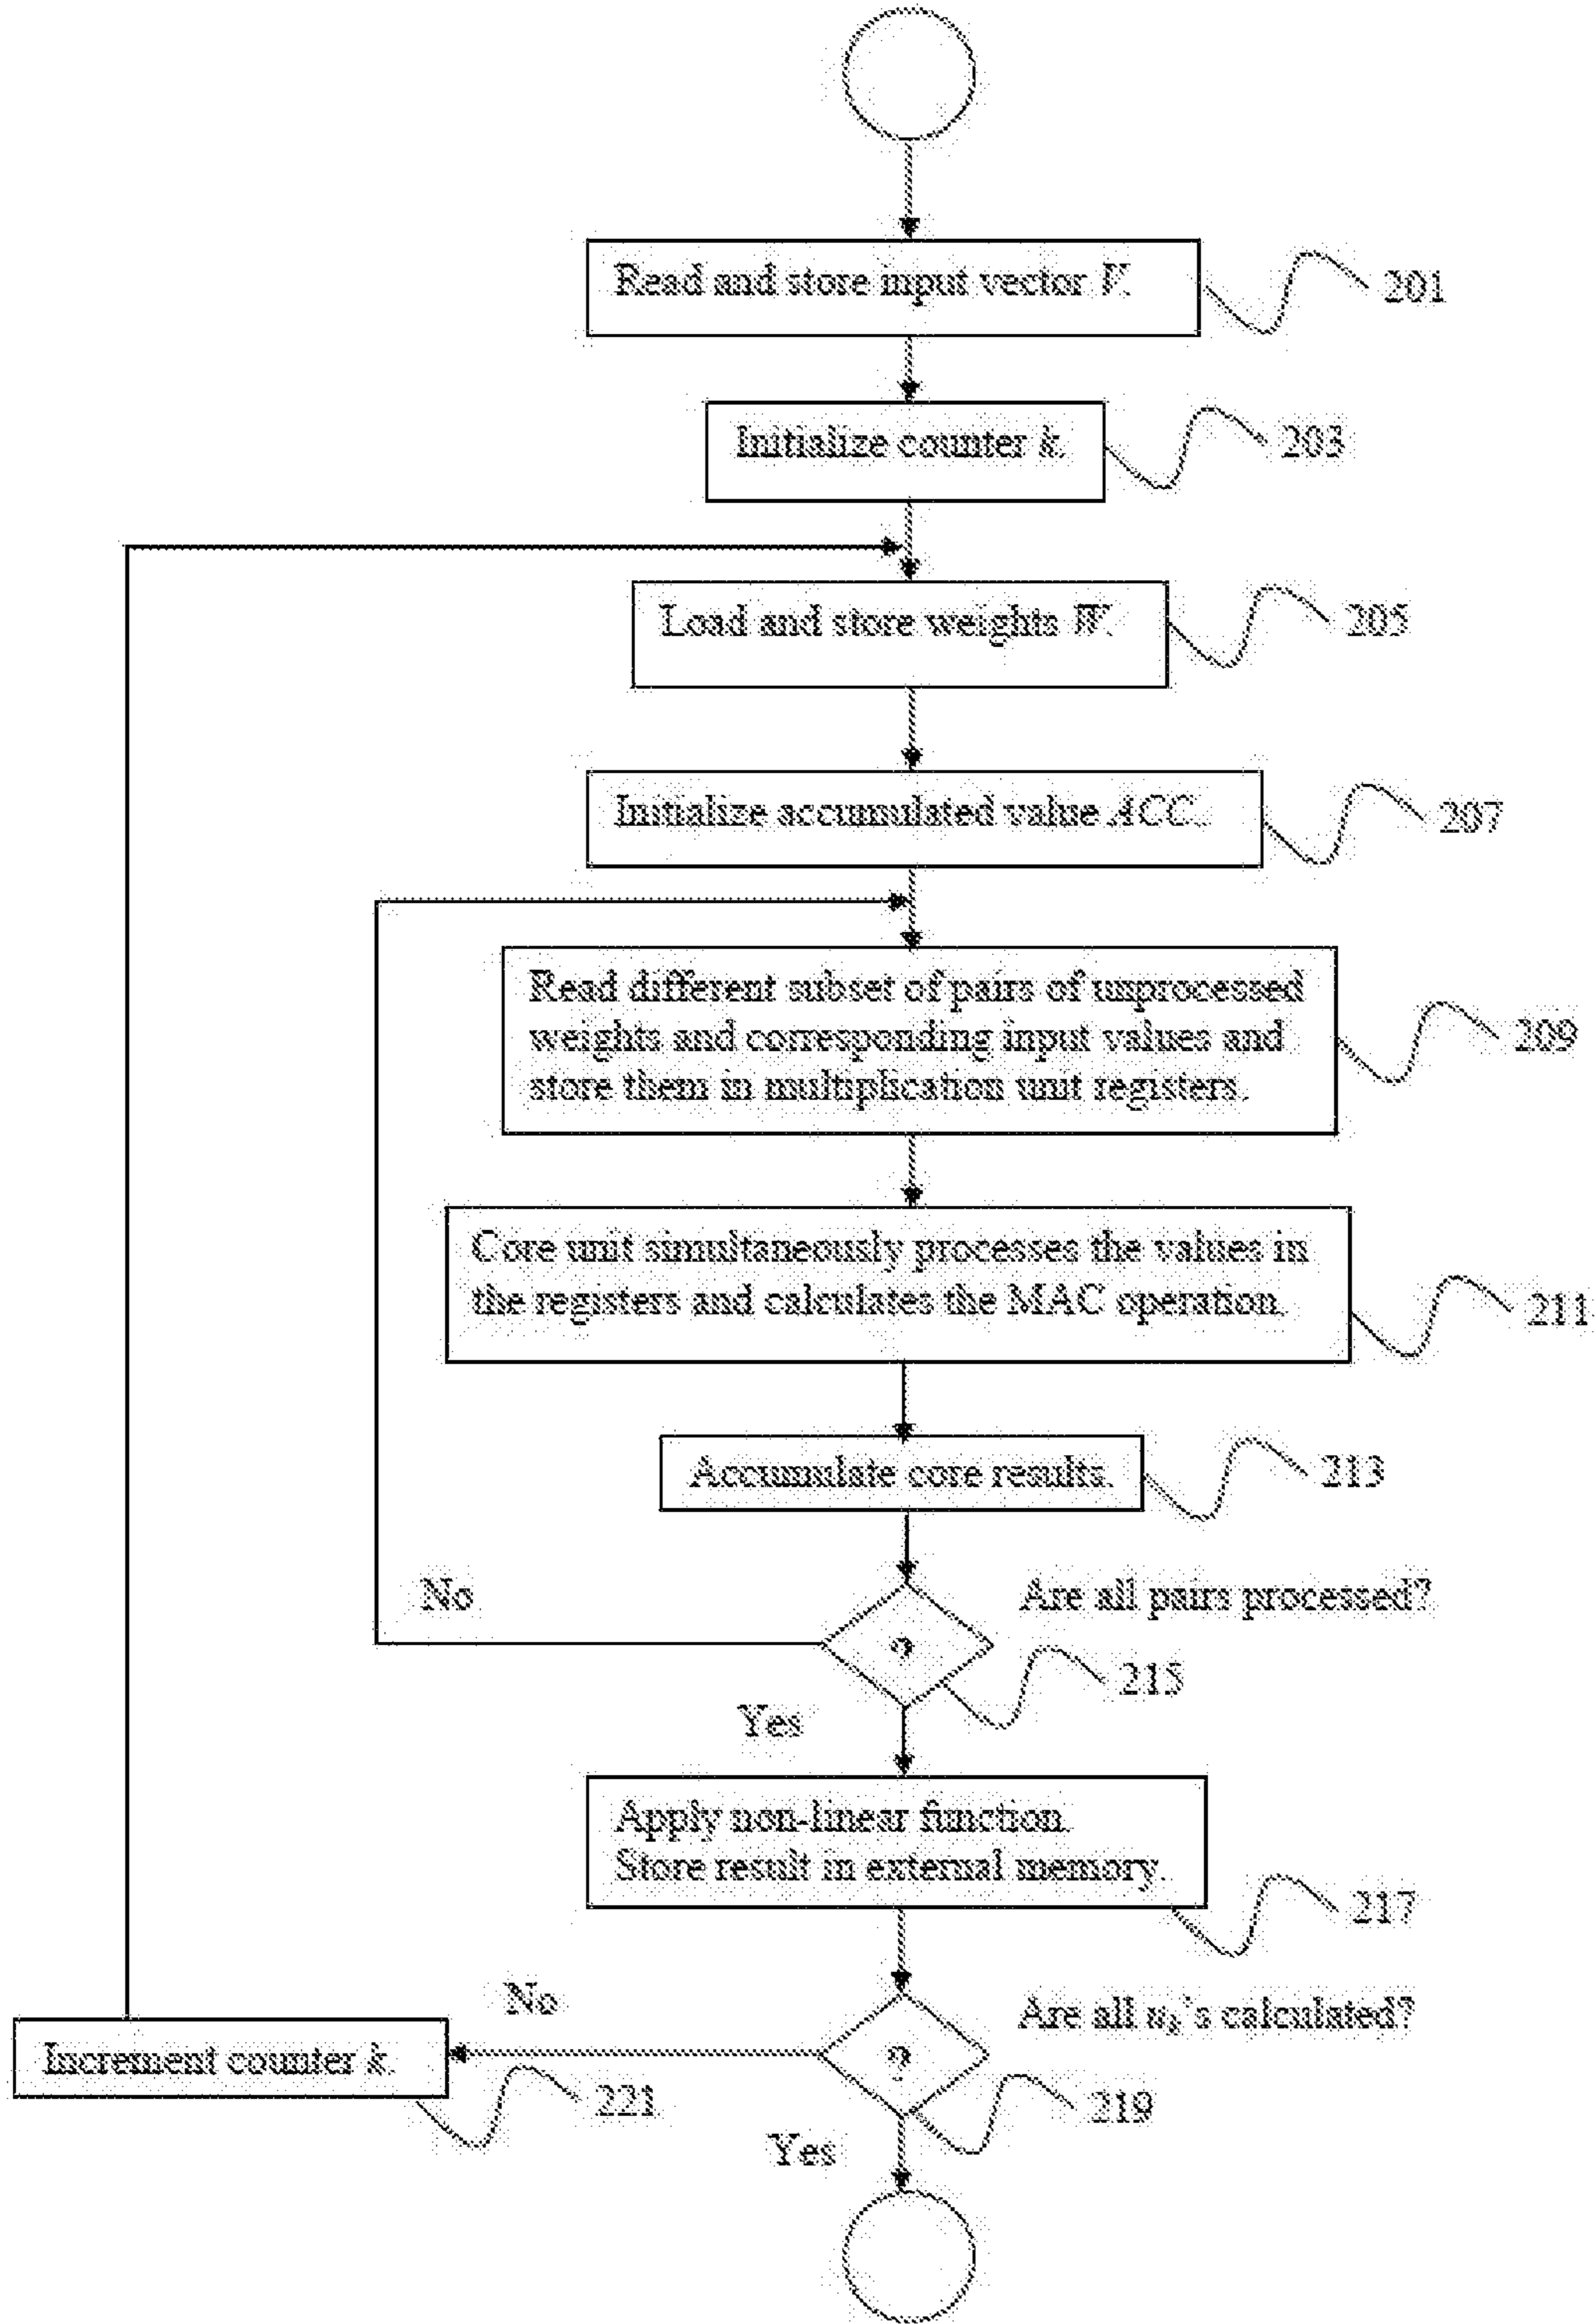 Read and store input vector V.
201
Initialize counter k.
203
Load and store weights W.
205
Initialize accumulated value ACC.
207
Read different subset of pairs of unprocessed
weights and corresponding input values and
store them in multiplication unit registers.
209
Core unit simultaneously processes the values in
the registers and calculates the MAC operation.
211
Accumulate core results.
213
No
Are all pairs processed?
?
215
Yes
Apply non-linear function.
Store result in external memory.
217
No
Are all uₖ's calculated?
?
Increment counter k.
221
219
Yes